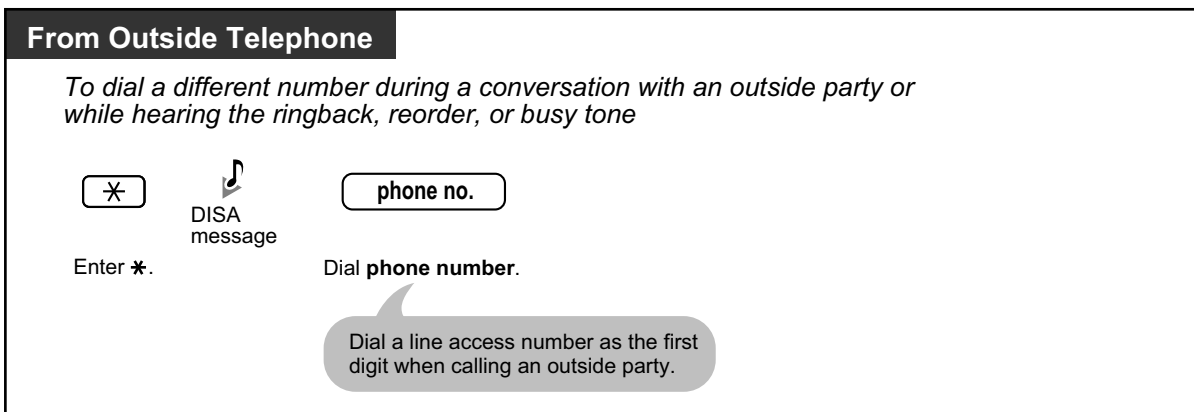 From Outside Telephone
To dial a different number during a conversation with an outside party or
while hearing the ringback, reorder, or busy tone
phone no.
DISA
message
Enter *.
Dial phone number.
Dial a line access number as the first
digit when calling an outside party.